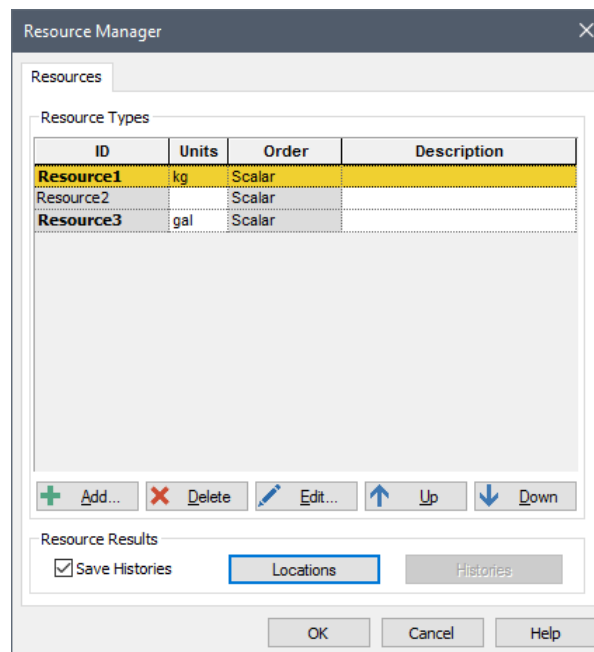 Resource Manager
Resources
Resource Types
ID Units Order Description
Resource1 kg Scalar
Resource2 Scalar
Resource3 gal Scalar
Add... Delete Edit... Up Down
Resource Results
Save Histories Locations Histories
OK Cancel Help